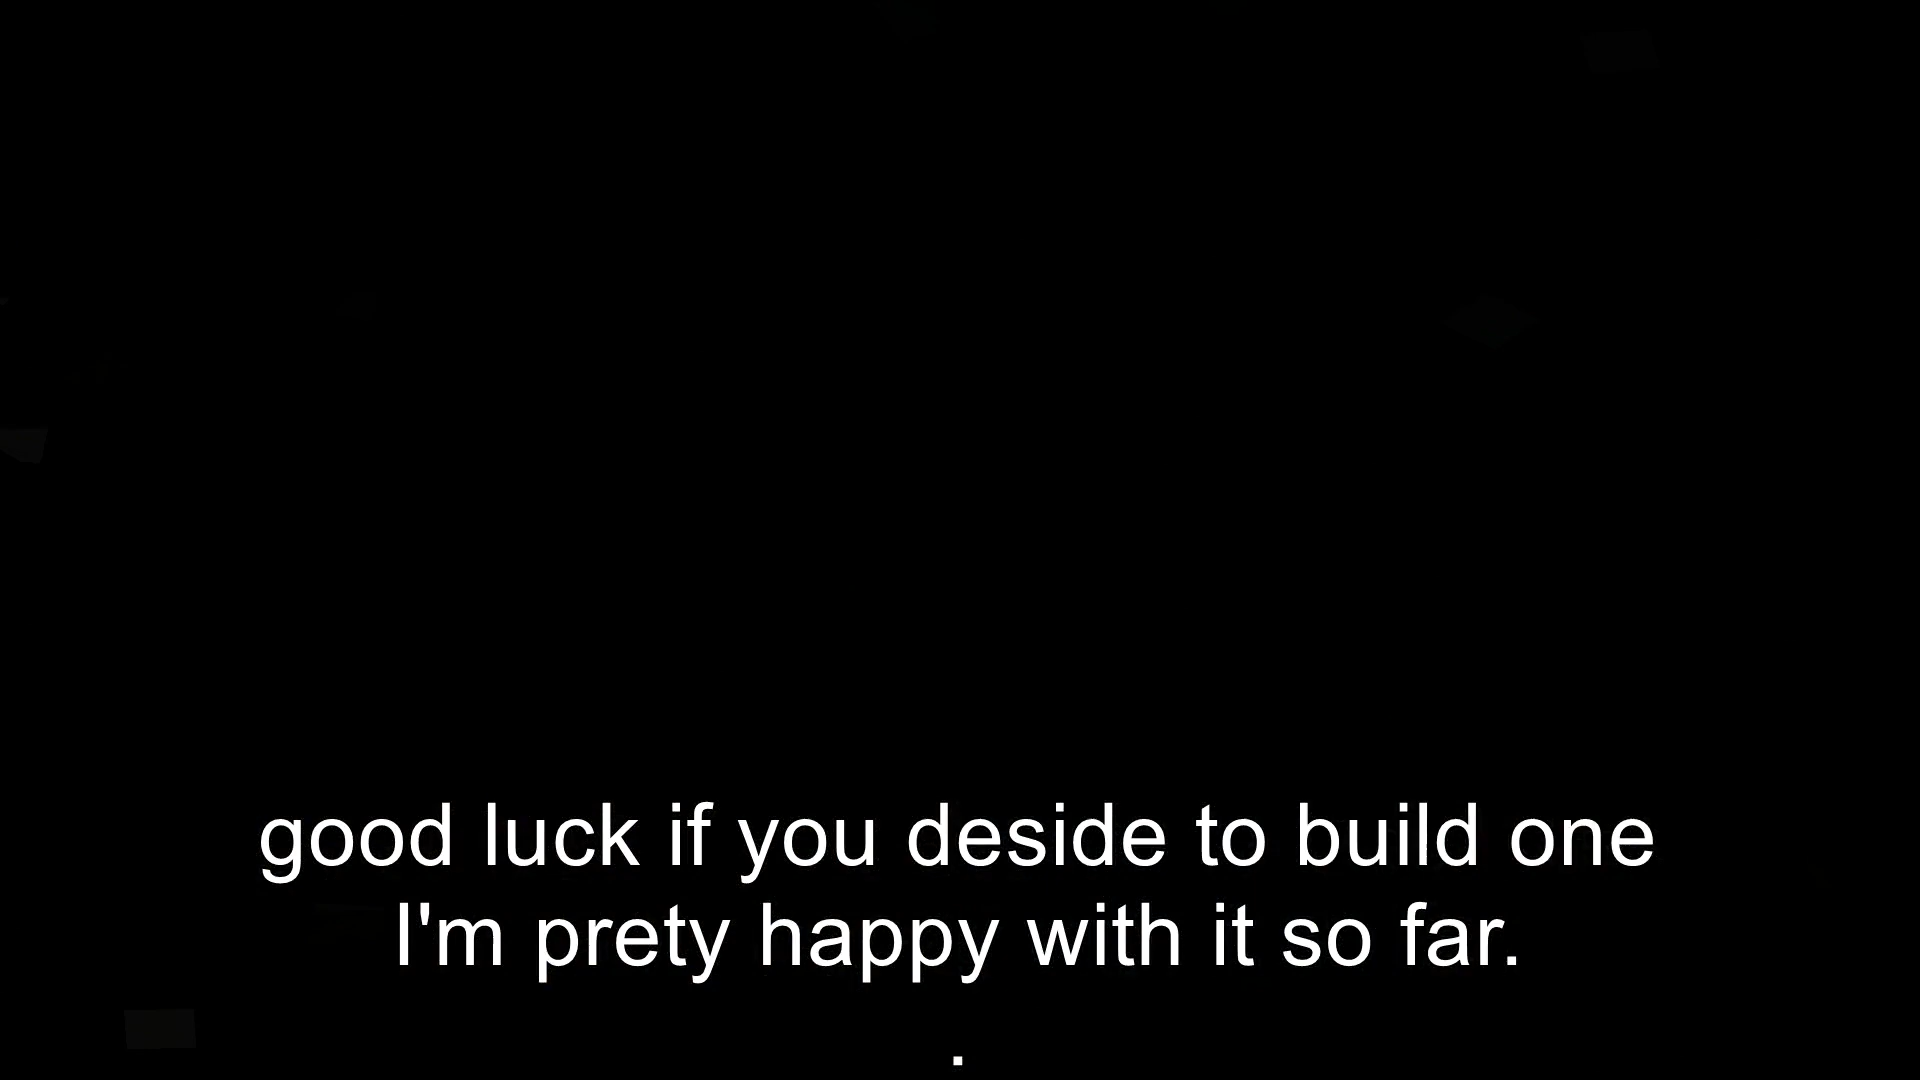 good luck if you deside to build one
I'm prety happy with it so far.
.